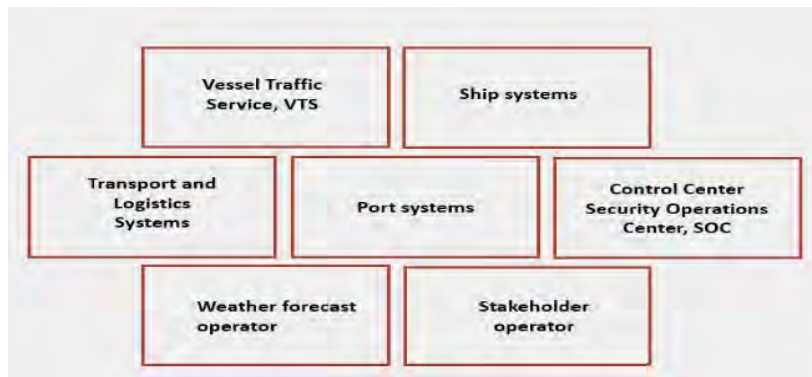 Vessel Traffic
Service, VTS
Ship systems
Transport and
Logistics
Systems
Port systems
Control Center
Security Operations
Center, SOC
Weather forecast
operator
Stakeholder
operator